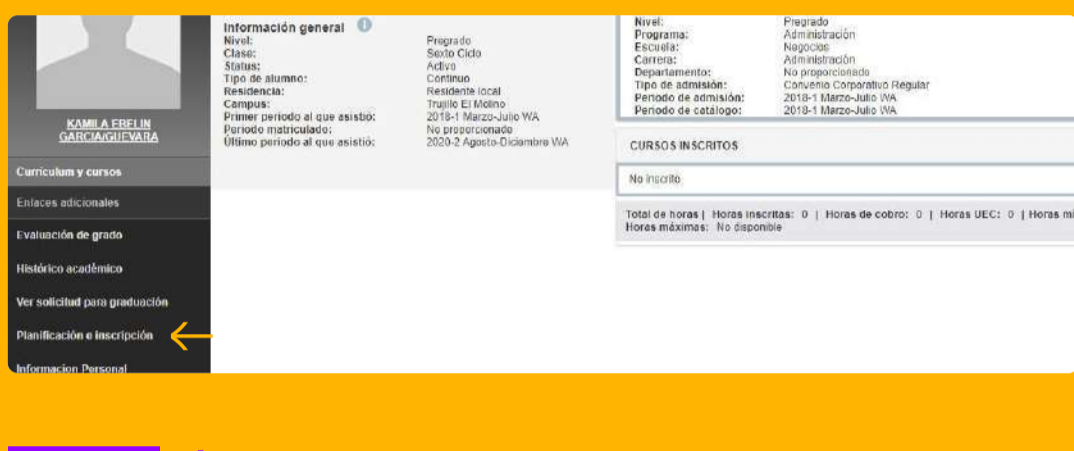 KAMILA EBELIN
GARCIA/GUEVARA
Curriculum y cursos
Enlaces adicionales
Evaluación de grado
Histórico académico
Ver solicitud para graduación
Planificación e inscripción
Informacion Personal
Información general
Nivel: Pregrado
Clase: Sexto Ciclo
Status: Activo
Tipo de alumno: Continuo
Residencia: Residente local
Campus: Trujillo El Molino
Primer periodo al que asistió: 2018-1 Marzo-Julio WA
Periodo matriculado: No proporcionado
Último periodo al que asistió: 2020-2 Agosto-Diciembre WA
Nivel: Pregrado
Programa: Administración
Escuela: Negocios
Carrera: Administración
Departamento: No proporcionado
Tipo de admisión: Convenio Corporativo Regular
Periodo de admisión: 2018-1 Marzo-Julio WA
Periodo de catálogo: 2018-1 Marzo-Julio WA
CURSOS INSCRITOS
No inscrito
Total de horas | Horas inscritas: 0 | Horas de cobro: 0 | Horas UEC: 0 | Horas mí
Horas máximas: No disponible